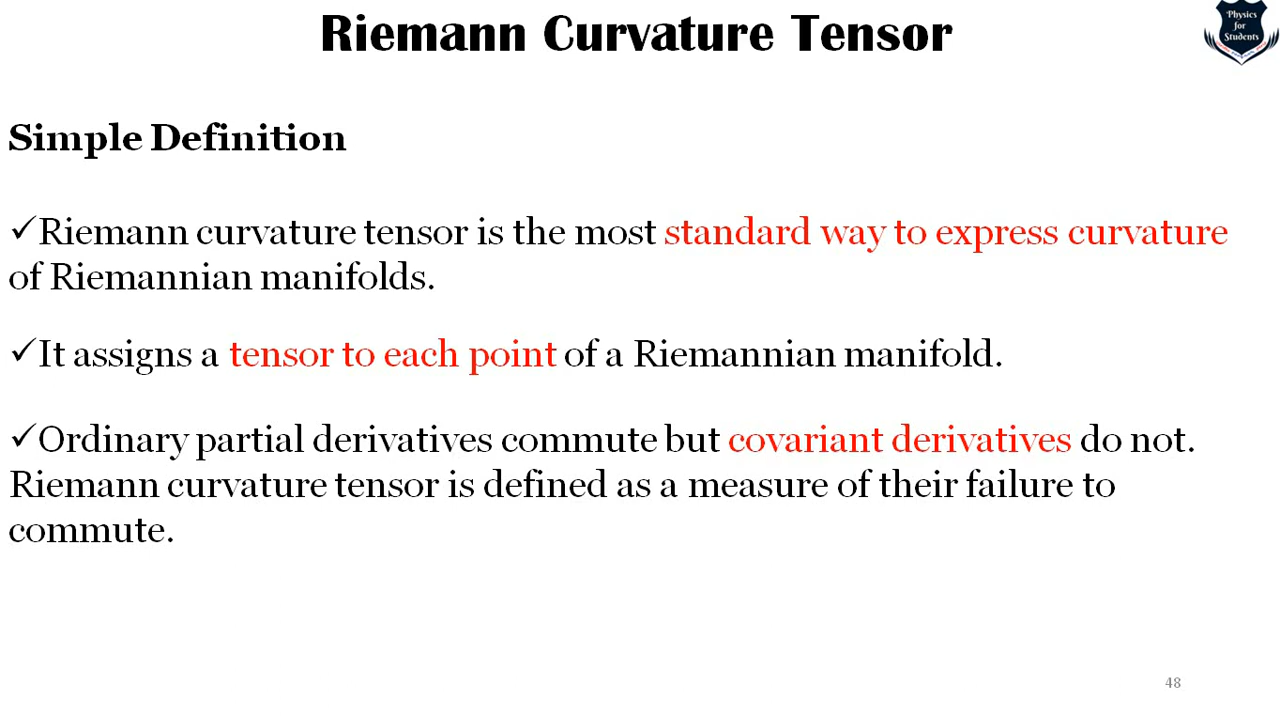 Riemann Curvature Tensor
Physics
for
Students
Simple Definition
✓Riemann curvature tensor is the most standard way to express curvature
of Riemannian manifolds.
✓It assigns a tensor to each point of a Riemannian manifold.
✓Ordinary partial derivatives commute but covariant derivatives do not.
Riemann curvature tensor is defined as a measure of their failure to
commute.
48